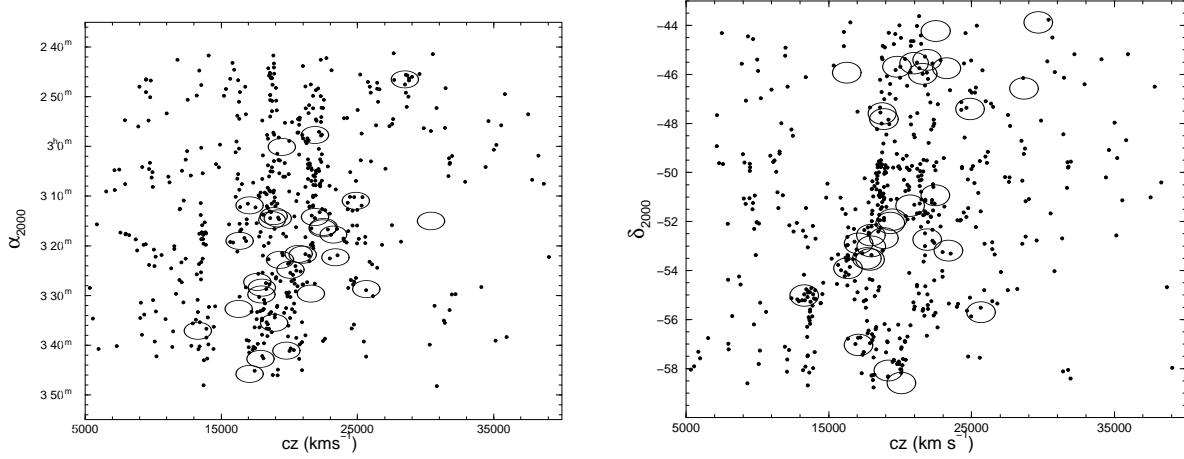 2 40ᵐ
2 50ᵐ
3ʰ 0ᵐ
3 10ᵐ
3 20ᵐ
3 30ᵐ
3 40ᵐ
3 50ᵐ
α2000
5000 15000 25000 35000
cz (kms⁻¹)
−44
−46
−48
−50
−52
−54
−56
−58
δ2000
5000 15000 25000 35000
cz (km s⁻¹)